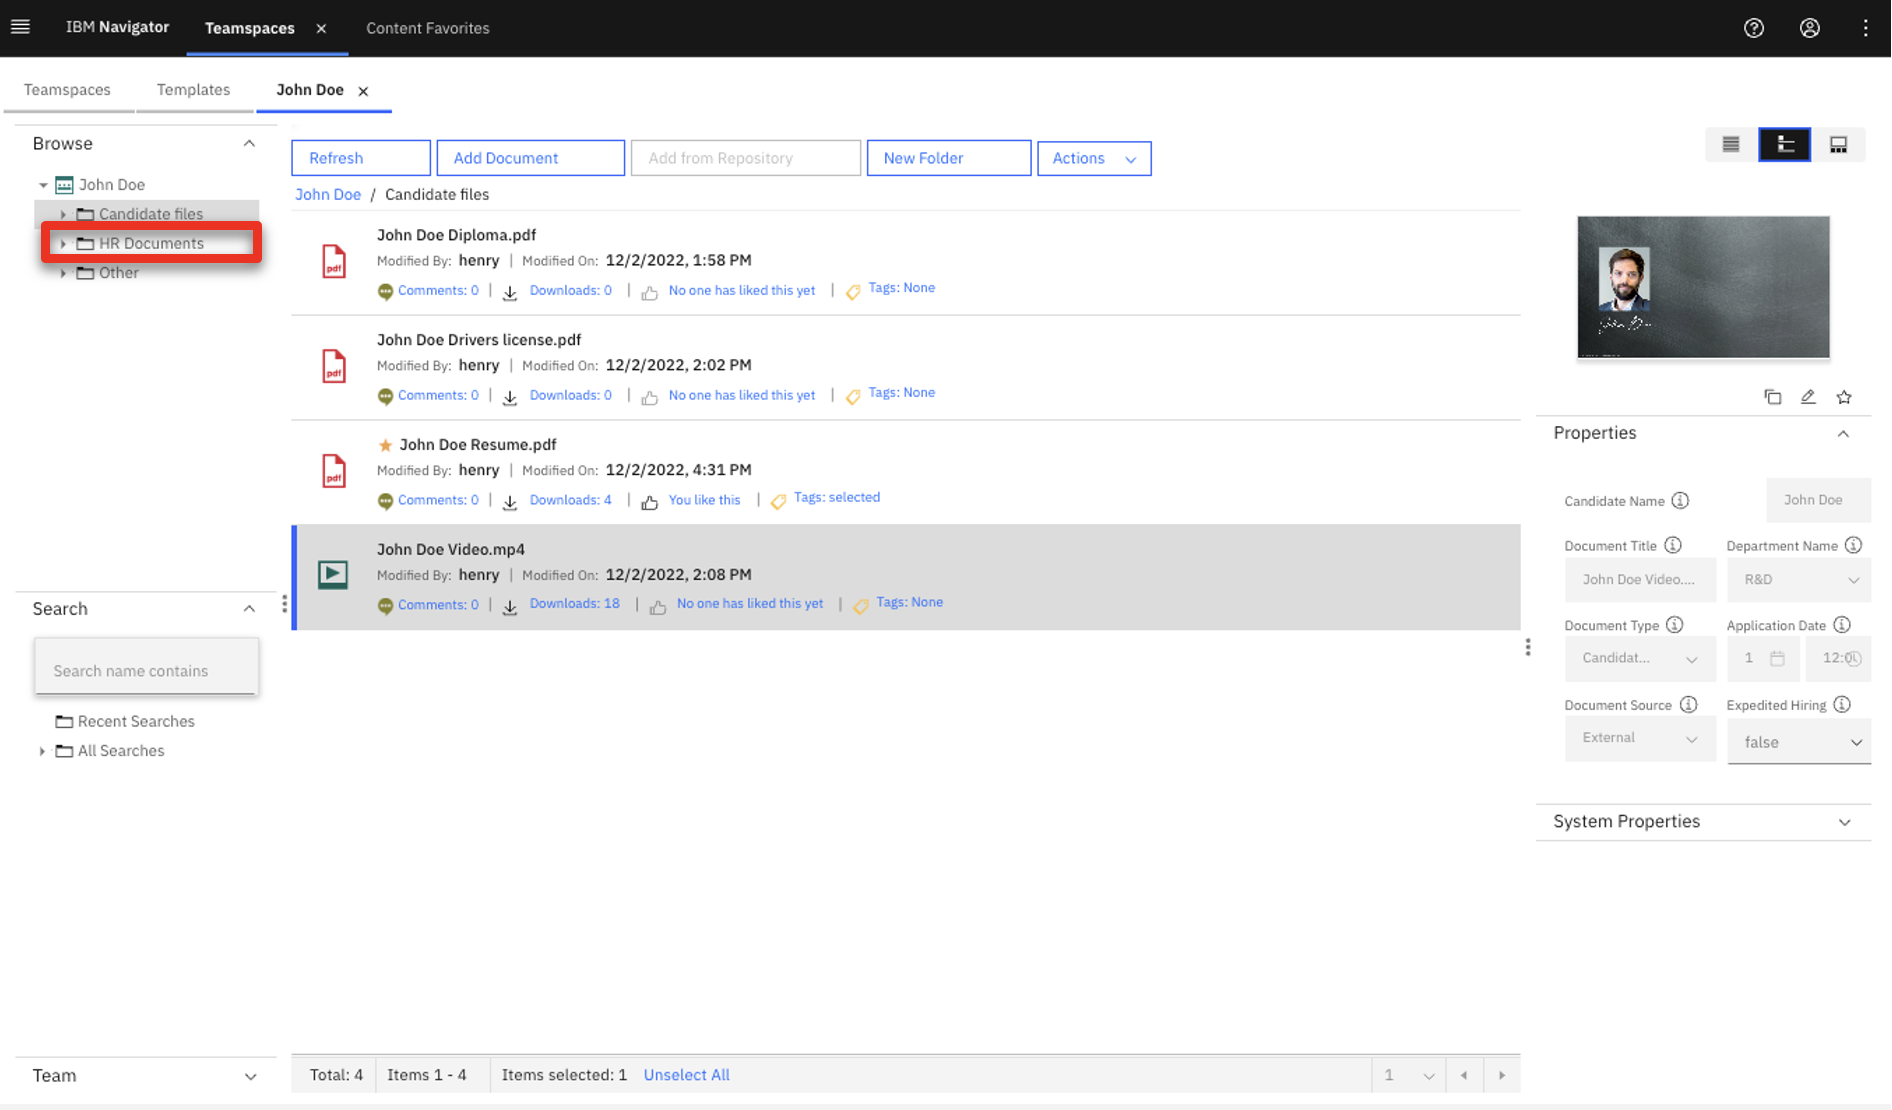 IBM Navigator Teamspaces Content Favorites
Teamspaces Templates John Doe
Browse
John Doe
Candidate files
HR Documents
Other
Search
Search name contains
Recent Searches
All Searches
Team
Refresh Add Document Add from Repository New Folder Actions
John Doe / Candidate files
John Doe Diploma.pdf
Modified By: henry | Modified On: 12/2/2022, 1:58 PM
Comments: 0 | Downloads: 0 | No one has liked this yet | Tags: None
John Doe Drivers license.pdf
Modified By: henry | Modified On: 12/2/2022, 2:02 PM
Comments: 0 | Downloads: 0 | No one has liked this yet | Tags: None
John Doe Resume.pdf
Modified By: henry | Modified On: 12/2/2022, 4:31 PM
Comments: 0 | Downloads: 4 | You like this | Tags: selected
John Doe Video.mp4
Modified By: henry | Modified On: 12/2/2022, 2:08 PM
Comments: 0 | Downloads: 18 | No one has liked this yet | Tags: None
Total: 4 Items 1 - 4 Items selected: 1 Unselect All 1
Properties
Candidate Name John Doe
Document Title Department Name
John Doe Video.... R&D
Document Type Application Date
Candidat... 1 12:0
Document Source Expedited Hiring
External false
System Properties